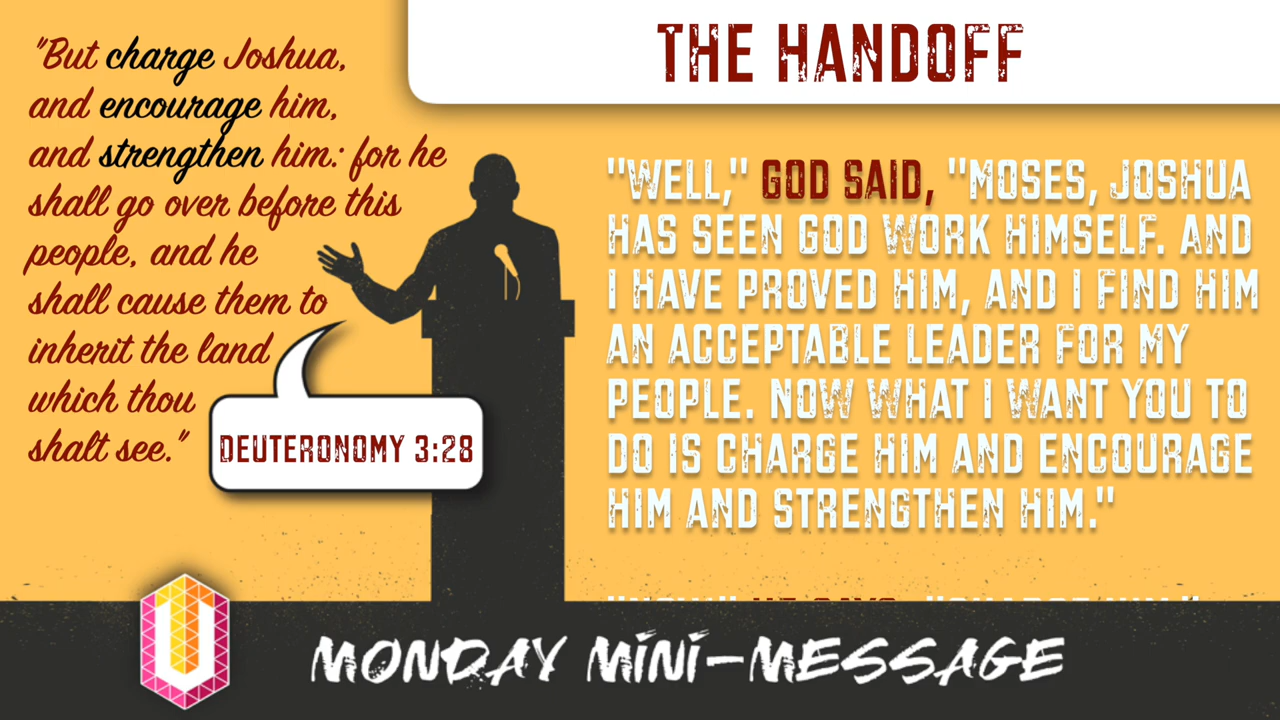 THE HANDOFF
"But charge Joshua,
and encourage him,
and strengthen him: for he
shall go over before this
people, and he
shall cause them to
inherit the land
which thou
shalt see."
DEUTERONOMY 3:28
"WELL," GOD SAID, "MOSES, JOSHUA
HAS SEEN GOD WORK HIMSELF. AND
I HAVE PROVED HIM, AND I FIND HIM
AN ACCEPTABLE LEADER FOR MY
PEOPLE. NOW WHAT I WANT YOU TO
DO IS CHARGE HIM AND ENCOURAGE
HIM AND STRENGTHEN HIM."
U
MONDAY MINI-MESSAGE